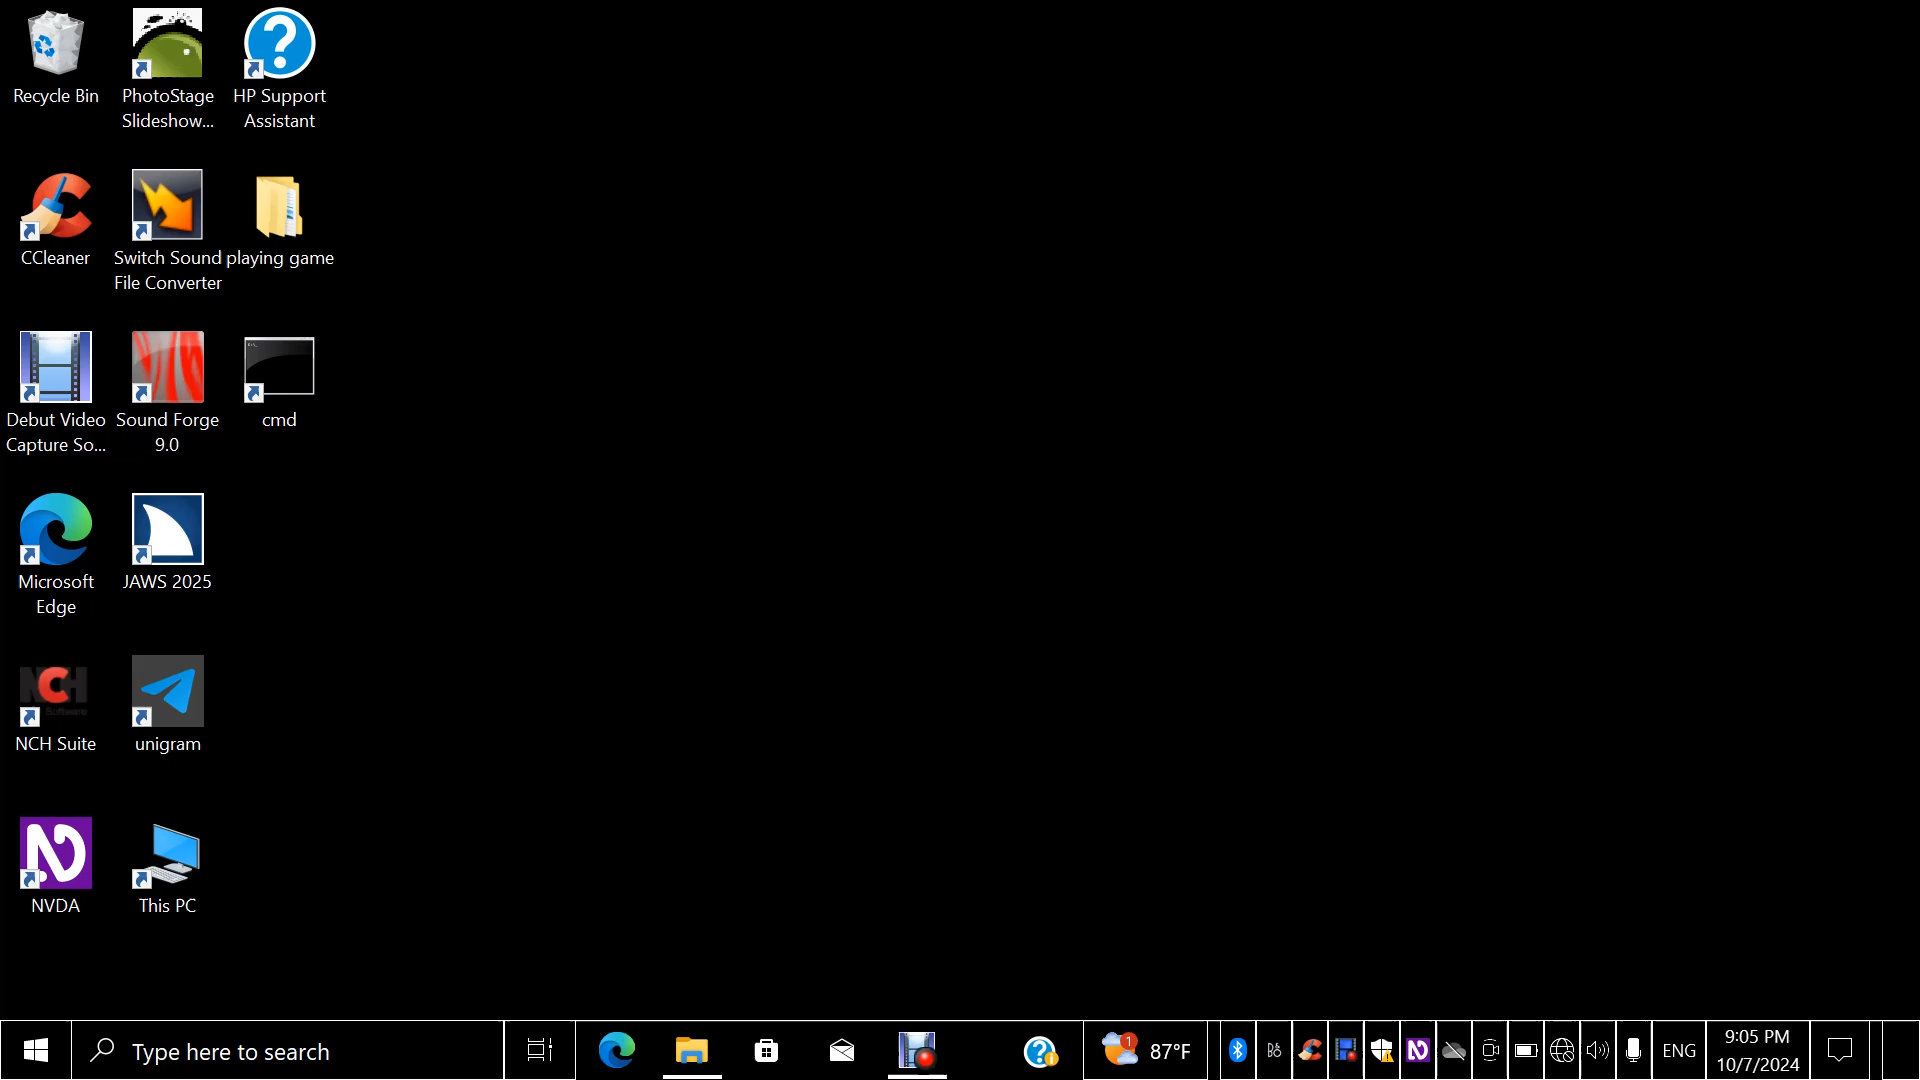 Recycle Bin
PhotoStage
Slideshow...
HP Support
Assistant
CCleaner
Switch Sound
File Converter
playing game
Debut Video
Capture So...
Sound Forge
9.0
cmd
Microsoft
Edge
JAWS 2025
NCH Suite
unigram
NVDA
This PC
Type here to search
1
87°F
ENG
9:05 PM
10/7/2024